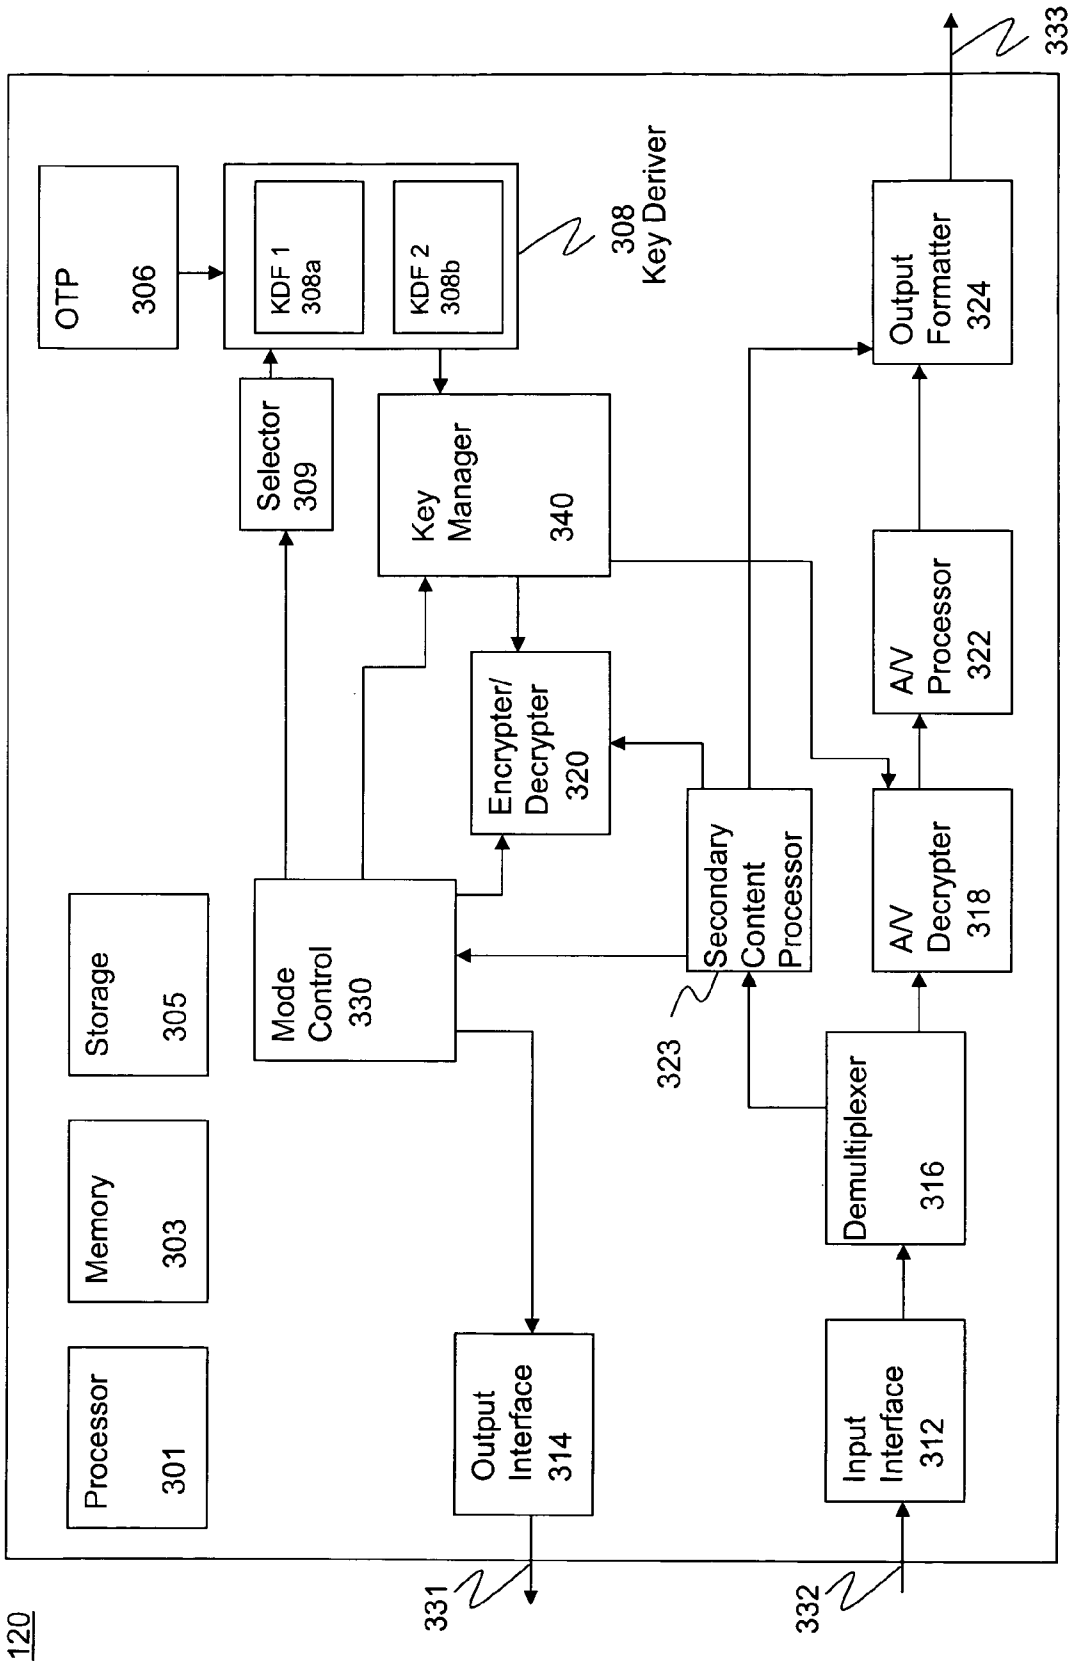 120
Processor
301
Memory
303
Storage
305
OTP
306
KDF 1
308a
KDF 2
308b
308
Key Deriver
Selector
309
Mode
Control
330
Key
Manager
340
Encrypter/
Decrypter
320
Output
Interface
314
331
323
Secondary
Content
Processor
332
Input
Interface
312
Demultiplexer
316
A/V
Decrypter
318
A/V
Processor
322
Output
Formatter
324
333